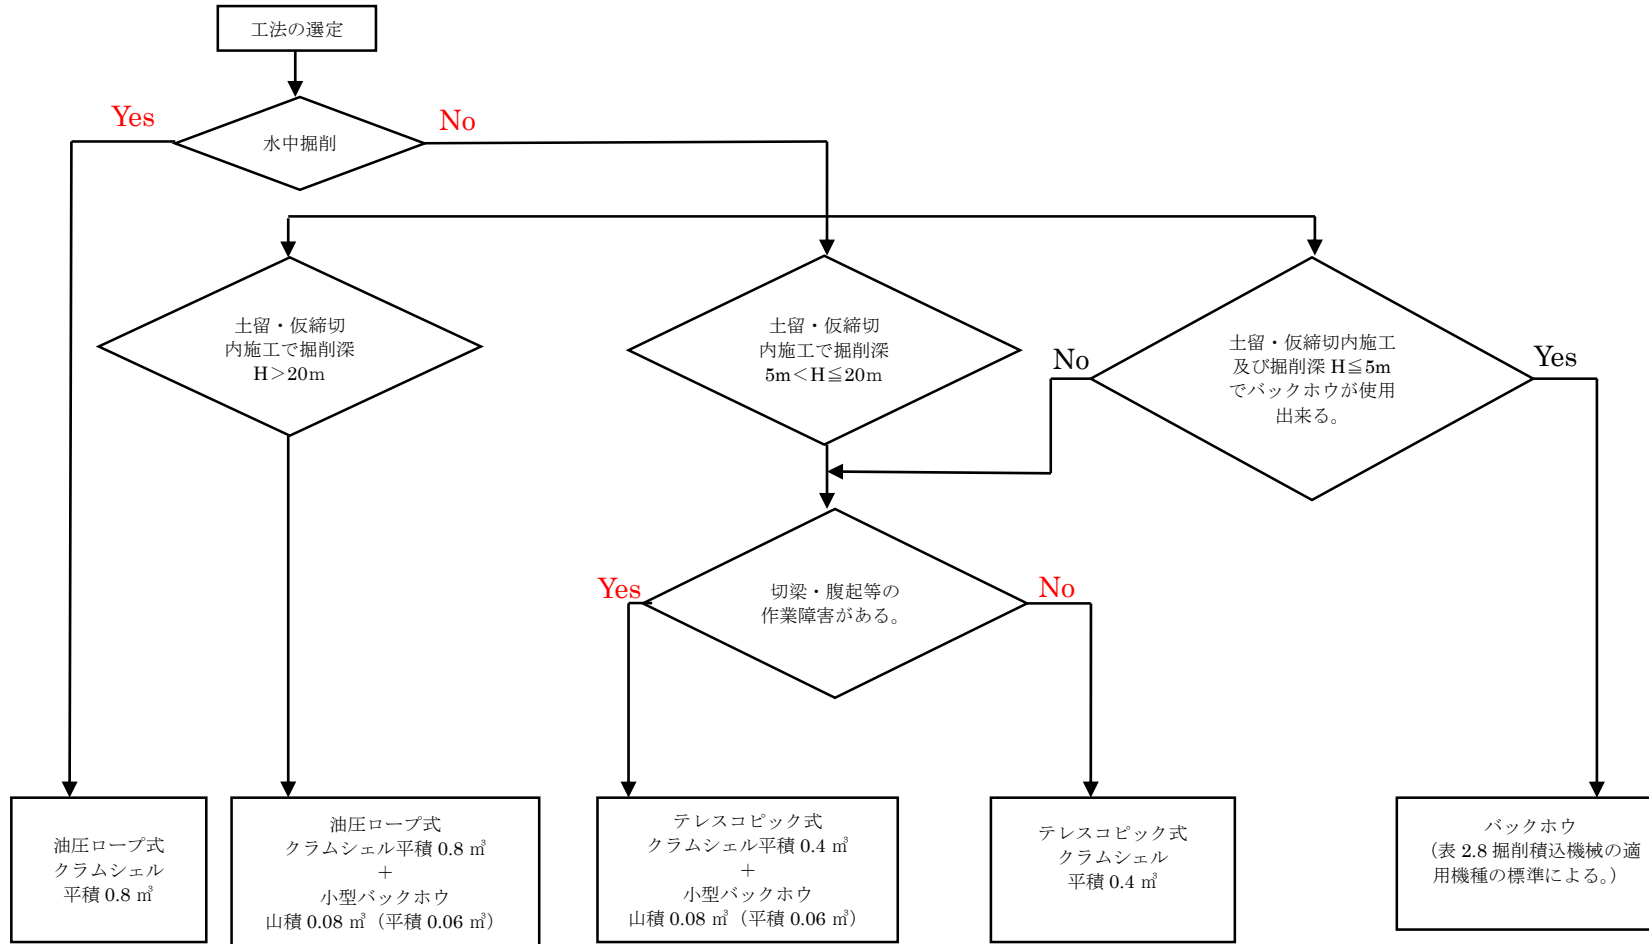 工法の選定
Yes
No
水中掘削
土留・仮締切
内施工で掘削深
H＞20m
土留・仮締切
内施工で掘削深
5m＜H≦20m
No
土留・仮締切内施工
及び掘削深 H≦5m
でバックホウが使用
出来る。
Yes
Yes
切梁・腹起等の
作業障害がある。
No
油圧ロープ式
クラムシェル
平積 0.8 ㎥
油圧ロープ式
クラムシェル平積 0.8 ㎥
＋
小型バックホウ
山積 0.08 ㎥（平積 0.06 ㎥）
テレスコピック式
クラムシェル平積 0.4 ㎥
＋
小型バックホウ
山積 0.08 ㎥（平積 0.06 ㎥）
テレスコピック式
クラムシェル
平積 0.4 ㎥
バックホウ
（表 2.8 掘削積込機械の適
用機種の標準による。）